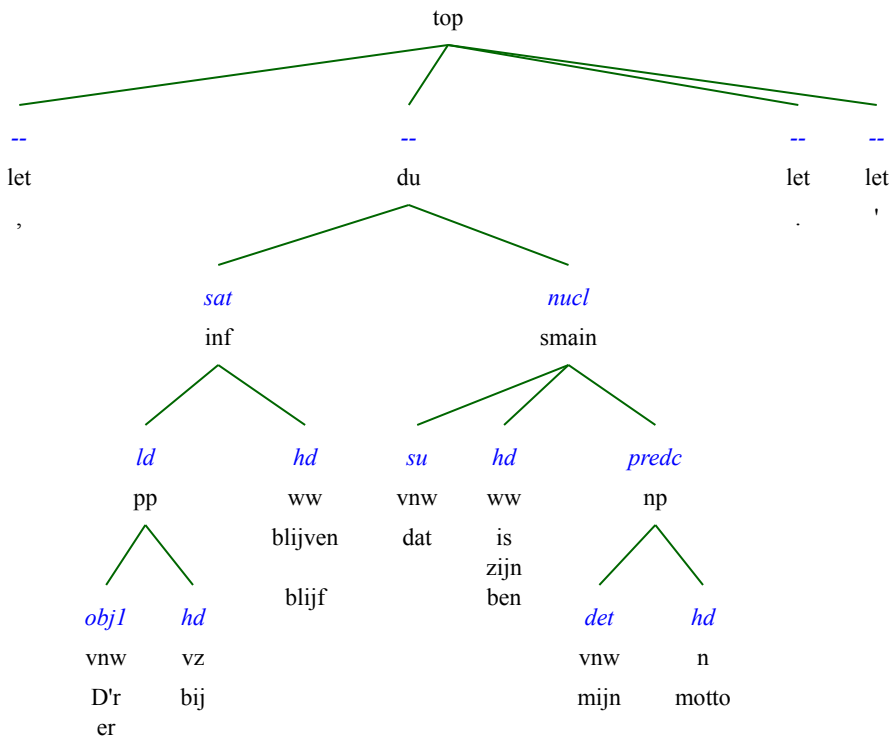 top
-- -- -- --
let du let let
, . '
sat nucl
inf smain
ld hd su hd predc
pp ww vnw ww np
blijven dat is
zijn
blijf ben
obj1 hd det hd
vnw vz vnw n
D'r bij mijn motto
er